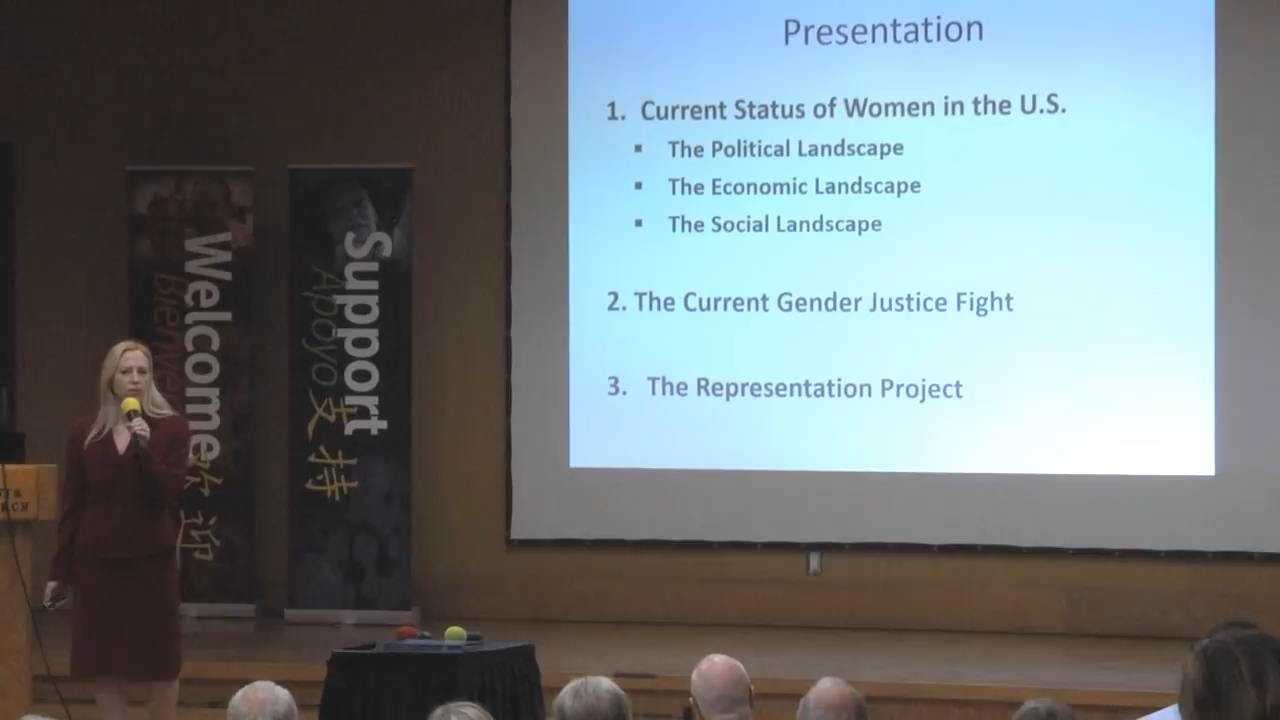 Presentation
1. Current Status of Women in the U.S.
▪ The Political Landscape
▪ The Economic Landscape
▪ The Social Landscape
2. The Current Gender Justice Fight
3. The Representation Project
Welcome
欢迎
Support
Apoyo
支持